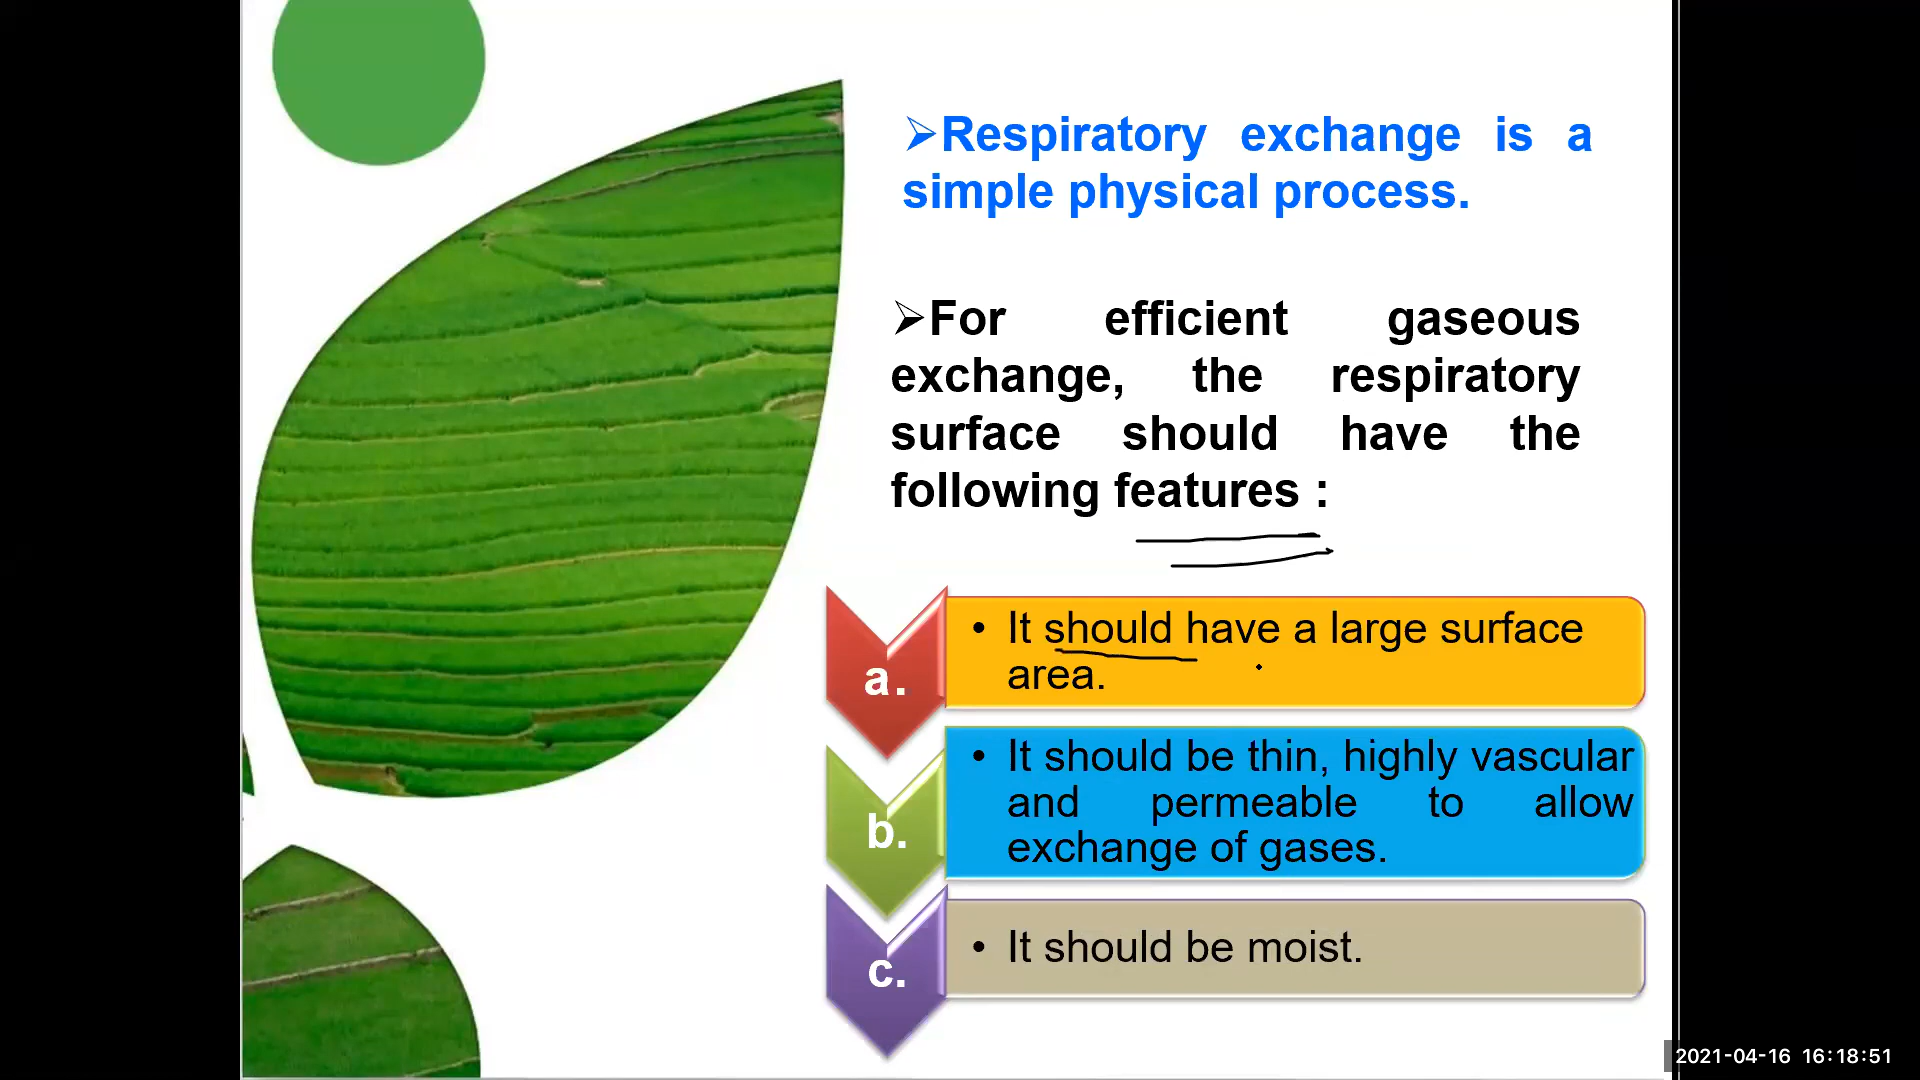 ➢Respiratory exchange is a
simple physical process.
➢For efficient gaseous
exchange, the respiratory
surface should have the
following features :
a.
• It should have a large surface
area.
b.
• It should be thin, highly vascular
and permeable to allow
exchange of gases.
c.
• It should be moist.
2021-04-16 16:18:51